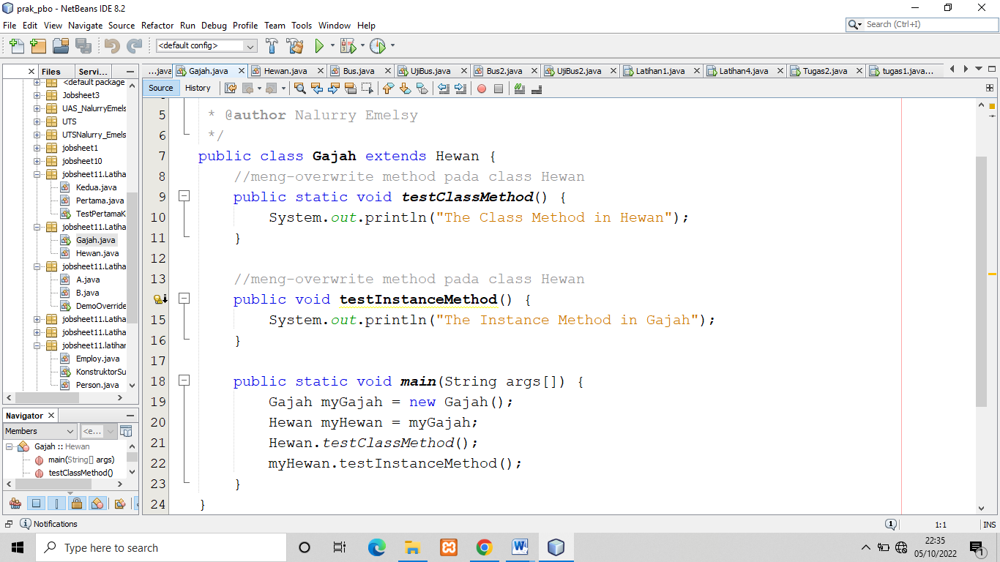 prak_pbo - NetBeans IDE 8.2
File Edit View Navigate Source Refactor Run Debug Profile Team Tools Window Help
Search (Ctrl+I)
<default config>
Files Servi...
...java Gajah.java Hewan.java Bus.java UjiBus.java Bus2.java UjiBus2.java Latihan1.java Latihan4.java Tugas2.java tugas1.java...
Source History
<default package
Jobsheet3
UAS_NalurryEmels
UTS
UTSNalurry_Emels
jobsheet1
jobsheet10
jobsheet11.Latiha
Kedua.java
Pertama.java
TestPertamaK
jobsheet11.Latiha
Gajah.java
Hewan.java
jobsheet11.Latiha
A.java
B.java
DemoOverride
jobsheet11.Latiha
jobsheet11.Latiha
jobsheet11.latihar
Employ.java
KonstruktorSu
Person.java
5 * @author Nalurry Emelsy
6 */
7 public class Gajah extends Hewan {
8 //meng-overwrite method pada class Hewan
9 public static void testClassMethod() {
10 System.out.println("The Class Method in Hewan");
11 }
12
13 //meng-overwrite method pada class Hewan
public void testInstanceMethod() {
15 System.out.println("The Instance Method in Gajah");
16 }
17
18 public static void main(String args[]) {
19 Gajah myGajah = new Gajah();
20 Hewan myHewan = myGajah;
21 Hewan.testClassMethod();
22 myHewan.testInstanceMethod();
23 }
24 }
Navigator
Members <e...
Gajah :: Hewan
main(String[] args)
testClassMethod()
Notifications
1 1:1 INS
Type here to search
22:35
05/10/2022
1